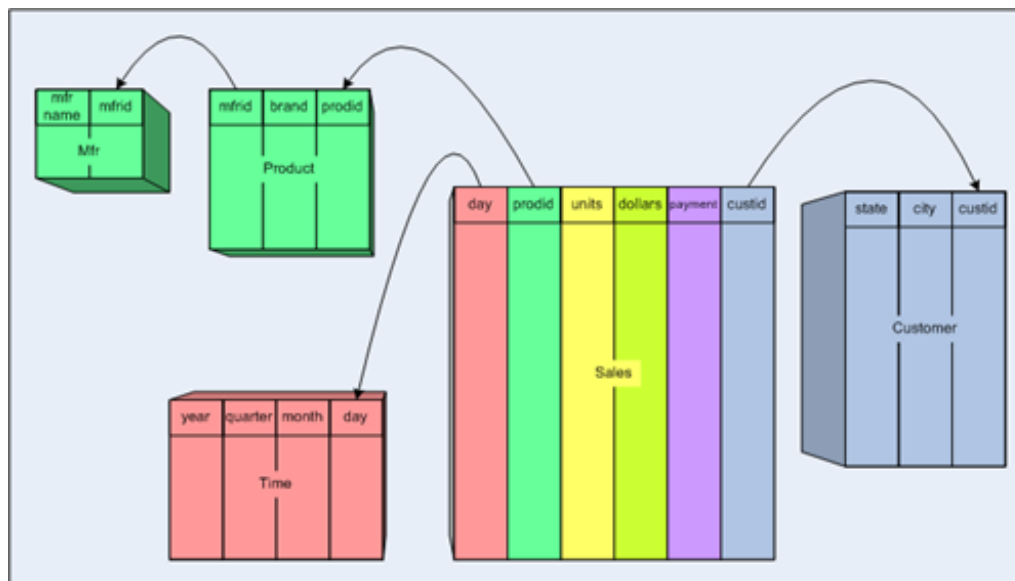 mfr name
mfrid
Mfr
mfrid brand prodid
Product
day prodid units dollars payment custid
Sales
state city custid
Customer
year quarter month day
Time